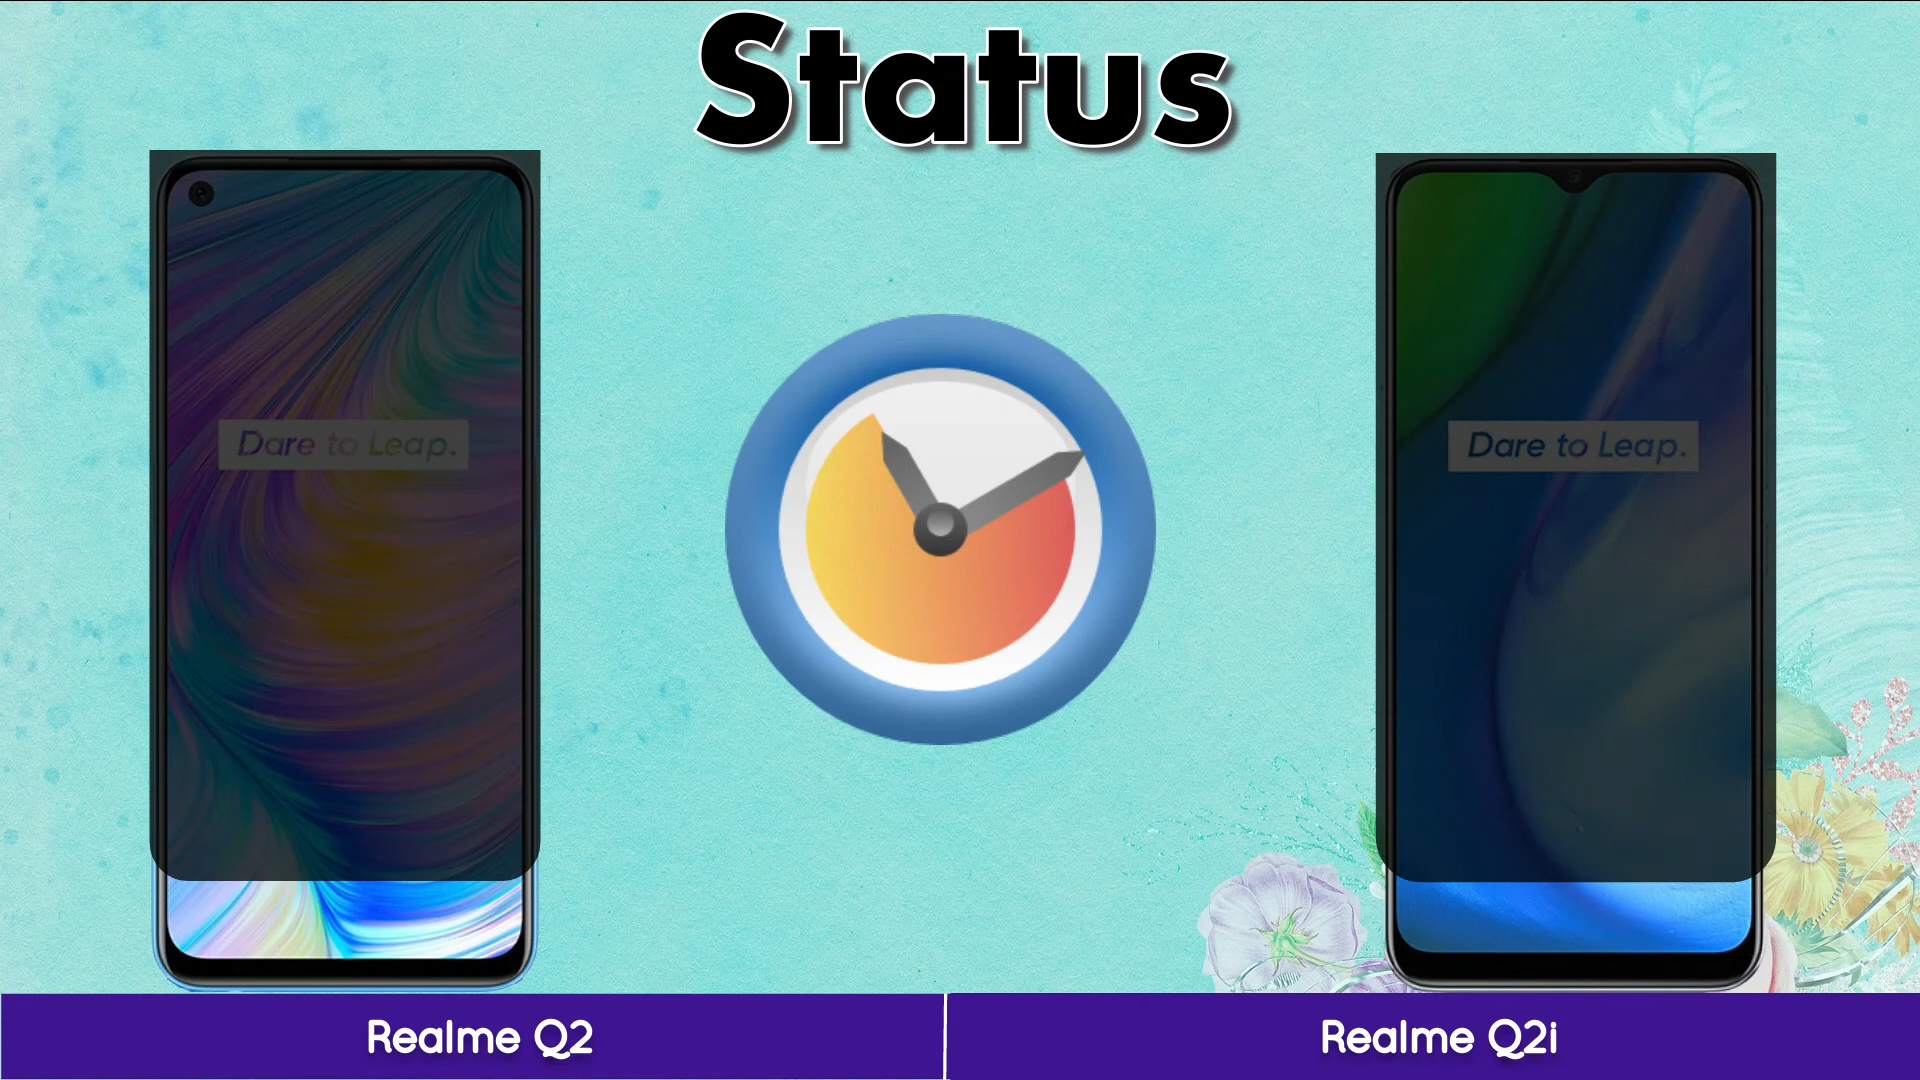 Status
Dare to Leap.
Dare to Leap.
Realme Q2
Realme Q2i